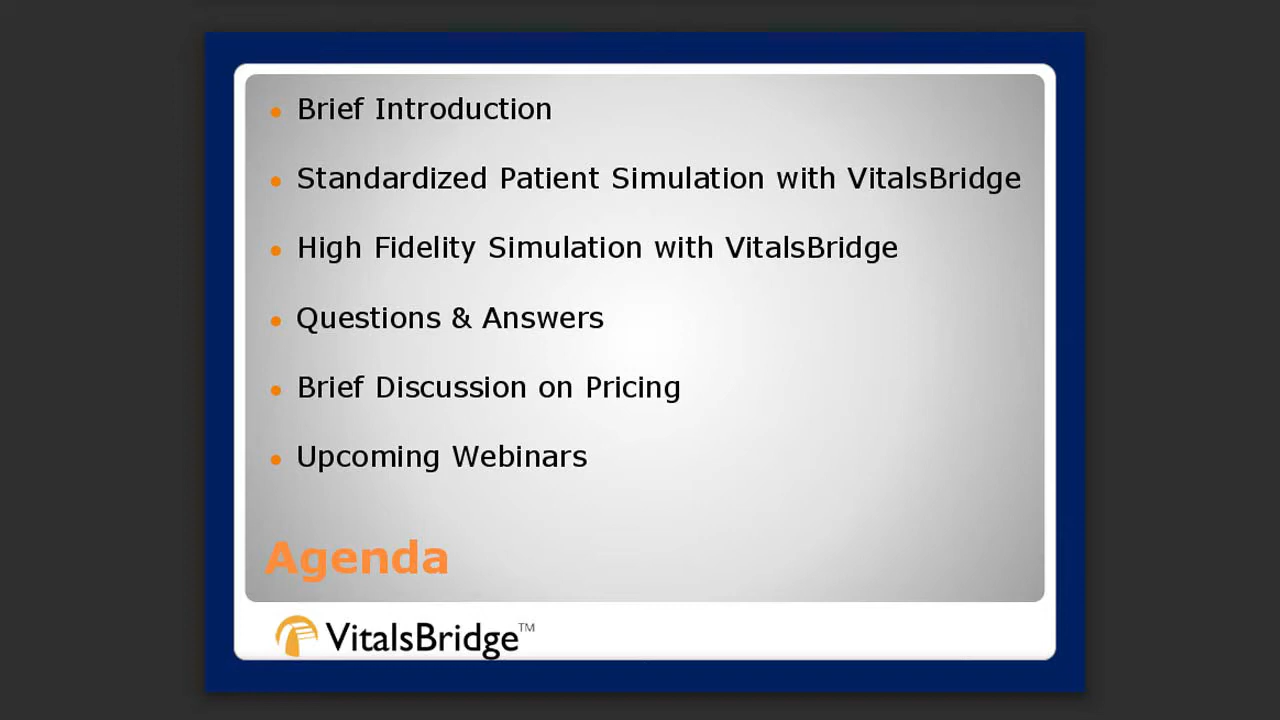 Brief Introduction
Standardized Patient Simulation with VitalsBridge
High Fidelity Simulation with VitalsBridge
Questions & Answers
Brief Discussion on Pricing
Upcoming Webinars
Agenda
VitalsBridge™